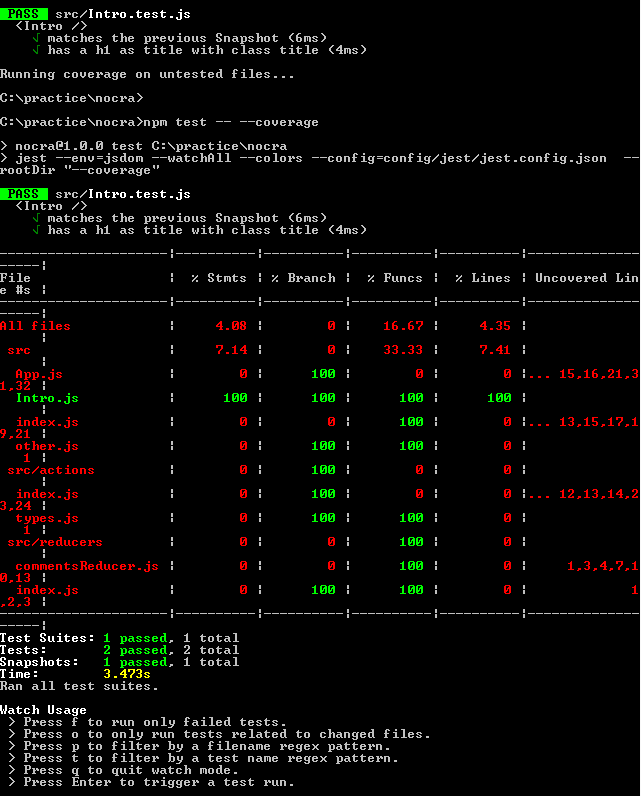 PASS src/Intro.test.js
<Intro />
√ matches the previous Snapshot (6ms)
√ has a h1 as title with class title (4ms)
Running coverage on untested files...
C:\practice\nocra>
C:\practice\nocra>npm test -- --coverage
> nocra@1.0.0 test C:\practice\nocra
> jest --env=jsdom --watchAll --colors --config=config/jest/jest.config.json --
rootDir "--coverage"
PASS src/Intro.test.js
<Intro />
√ matches the previous Snapshot (6ms)
√ has a h1 as title with class title (4ms)
--------------------|----------|----------|----------|----------|--------------
-----|
File                | % Stmts | % Branch | % Funcs | % Lines | Uncovered Lin
e #s |
--------------------|----------|----------|----------|----------|--------------
-----|
All files | 4.08 | 0 | 16.67 | 4.35 |
|
src | 7.14 | 0 | 33.33 | 7.41 |
|
App.js | 0 | 100 | 0 | 0 |... 15,16,21,3
1,32 |
Intro.js | 100 | 100 | 100 | 100 |
|
index.js | 0 | 0 | 100 | 0 |... 13,15,17,1
9,21 |
other.js | 0 | 100 | 100 | 0 |
1 |
src/actions | 0 | 100 | 0 | 0 |
|
index.js | 0 | 100 | 0 | 0 |... 12,13,14,2
3,24 |
types.js | 0 | 100 | 100 | 0 |
1 |
src/reducers | 0 | 0 | 100 | 0 |
|
commentsReducer.js | 0 | 0 | 100 | 0 | 1,3,4,7,1
0,13 |
index.js | 0 | 100 | 100 | 0 | 1
,2,3 |
--------------------|----------|----------|----------|----------|--------------
-----|
Test Suites: 1 passed, 1 total
Tests: 2 passed, 2 total
Snapshots: 1 passed, 1 total
Time: 3.473s
Ran all test suites.
Watch Usage
> Press f to run only failed tests.
> Press o to only run tests related to changed files.
> Press p to filter by a filename regex pattern.
> Press t to filter by a test name regex pattern.
> Press q to quit watch mode.
> Press Enter to trigger a test run.